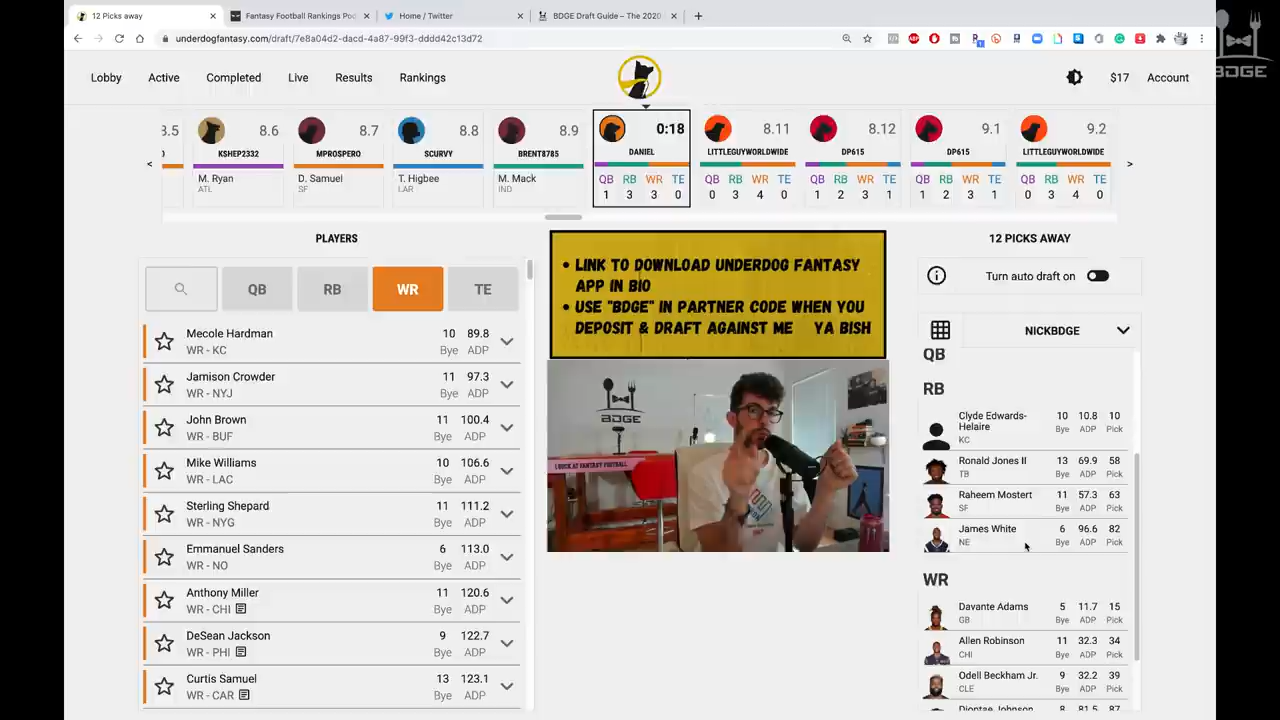 12 Picks away
Fantasy Football Rankings Pod
Home / Twitter
BDGE Draft Guide – The 2020
underdogfantasy.com/draft/7e8a04d2-dacd-4a87-99f3-dddd42c13d72
BDGE
Lobby
Active
Completed
Live
Results
Rankings
$17
Account
3.5
8.6
KSHEP2332
M. Ryan
ATL
8.7
MPROSPERO
D. Samuel
SF
8.8
SCURVY
T. Higbee
LAR
8.9
BRENT8785
M. Mack
IND
0:18
DANIEL
QB RB WR TE
1 3 3 0
8.11
LITTLEGUYWORLDWIDE
QB RB WR TE
0 3 4 0
8.12
DP615
QB RB WR TE
1 2 3 1
9.1
DP615
QB RB WR TE
1 2 3 1
9.2
LITTLEGUYWORLDWIDE
QB RB WR TE
0 3 4 0
PLAYERS
QB
RB
WR
TE
Mecole Hardman 10 89.8
WR - KC Bye ADP
Jamison Crowder 11 97.3
WR - NYJ Bye ADP
John Brown 11 100.4
WR - BUF Bye ADP
Mike Williams 10 106.6
WR - LAC Bye ADP
Sterling Shepard 11 111.2
WR - NYG Bye ADP
Emmanuel Sanders 6 113.0
WR - NO Bye ADP
Anthony Miller 11 120.6
WR - CHI Bye ADP
DeSean Jackson 9 122.7
WR - PHI Bye ADP
Curtis Samuel 13 123.1
WR - CAR Bye ADP
• LINK TO DOWNLOAD UNDERDOG FANTASY
APP IN BIO
• USE "BDGE" IN PARTNER CODE WHEN YOU
DEPOSIT & DRAFT AGAINST ME YA BISH
BDGE
12 PICKS AWAY
Turn auto draft on
NICKBDGE
QB
RB
Clyde Edwards-Helaire 10 10.8 10
KC Bye ADP Pick
Ronald Jones II 13 69.9 58
TB Bye ADP Pick
Raheem Mostert 11 57.3 63
SF Bye ADP Pick
James White 6 96.6 82
NE Bye ADP Pick
WR
Davante Adams 5 11.7 15
GB Bye ADP Pick
Allen Robinson 11 32.3 34
CHI Bye ADP Pick
Odell Beckham Jr. 9 32.2 39
CLE Bye ADP Pick
Diontae Johnson 8 81.5 87